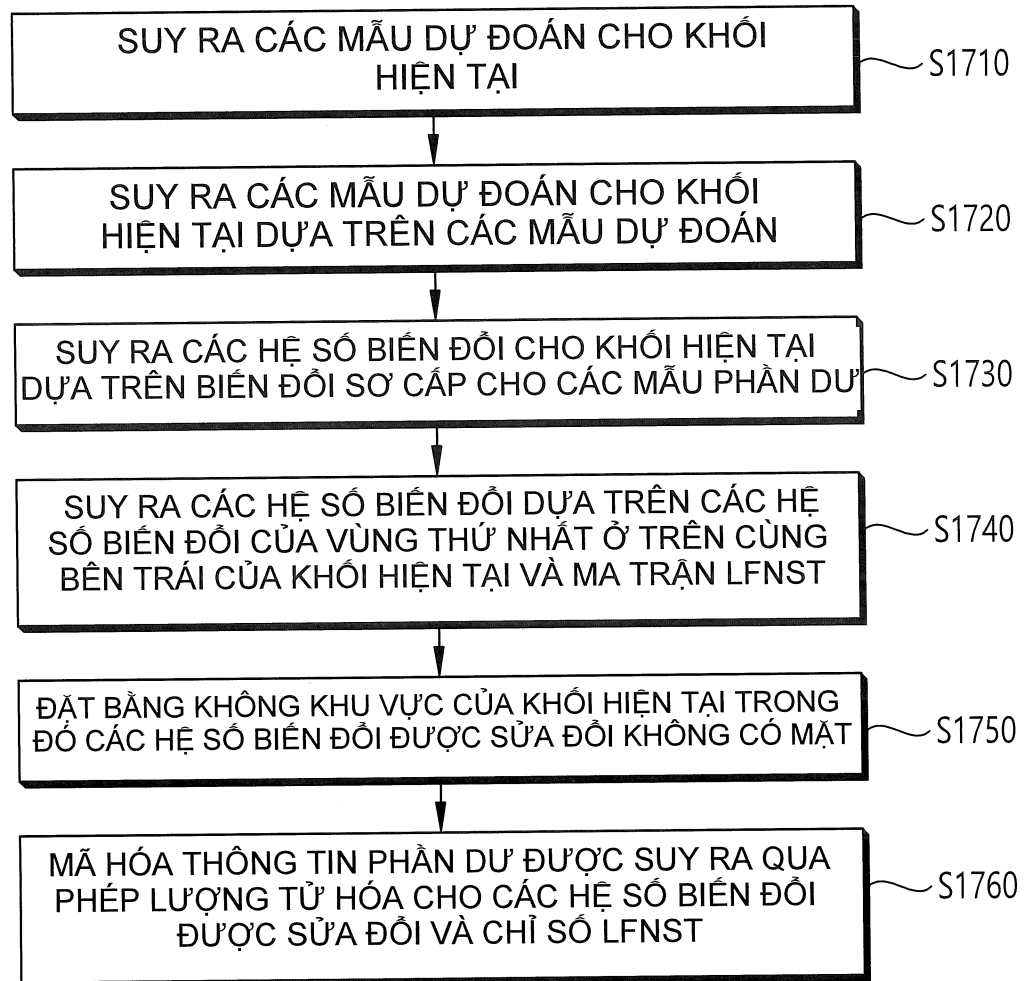 SUY RA CÁC MẪU DỰ ĐOÁN CHO KHỐI
HIỆN TẠI
S1710
SUY RA CÁC MẪU DỰ ĐOÁN CHO KHỐI
HIỆN TẠI DỰA TRÊN CÁC MẪU DỰ ĐOÁN
S1720
SUY RA CÁC HỆ SỐ BIẾN ĐỔI CHO KHỐI HIỆN TẠI
DỰA TRÊN BIẾN ĐỔI SƠ CẤP CHO CÁC MẪU PHẦN DƯ
S1730
SUY RA CÁC HỆ SỐ BIẾN ĐỔI DỰA TRÊN CÁC HỆ
SỐ BIẾN ĐỔI CỦA VÙNG THỨ NHẤT Ở TRÊN CÙNG
BÊN TRÁI CỦA KHỐI HIỆN TẠI VÀ MA TRẬN LFNST
S1740
ĐẶT BẰNG KHÔNG KHU VỰC CỦA KHỐI HIỆN TẠI TRONG
ĐÓ CÁC HỆ SỐ BIẾN ĐỔI ĐƯỢC SỬA ĐỔI KHÔNG CÓ MẶT
S1750
MÃ HÓA THÔNG TIN PHẦN DƯ ĐƯỢC SUY RA QUA
PHÉP LƯỢNG TỬ HÓA CHO CÁC HỆ SỐ BIẾN ĐỔI
ĐƯỢC SỬA ĐỔI VÀ CHỈ SỐ LFNST
S1760